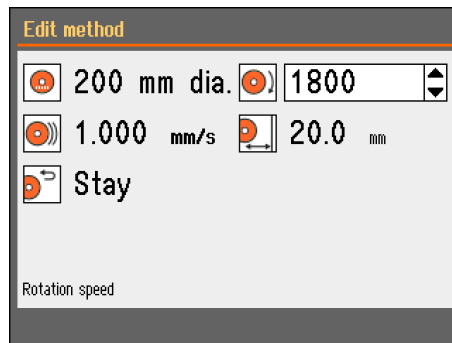 Edit method
200 mm dia. 1800
1.000 mm/s 20.0 mm
Stay
Rotation speed